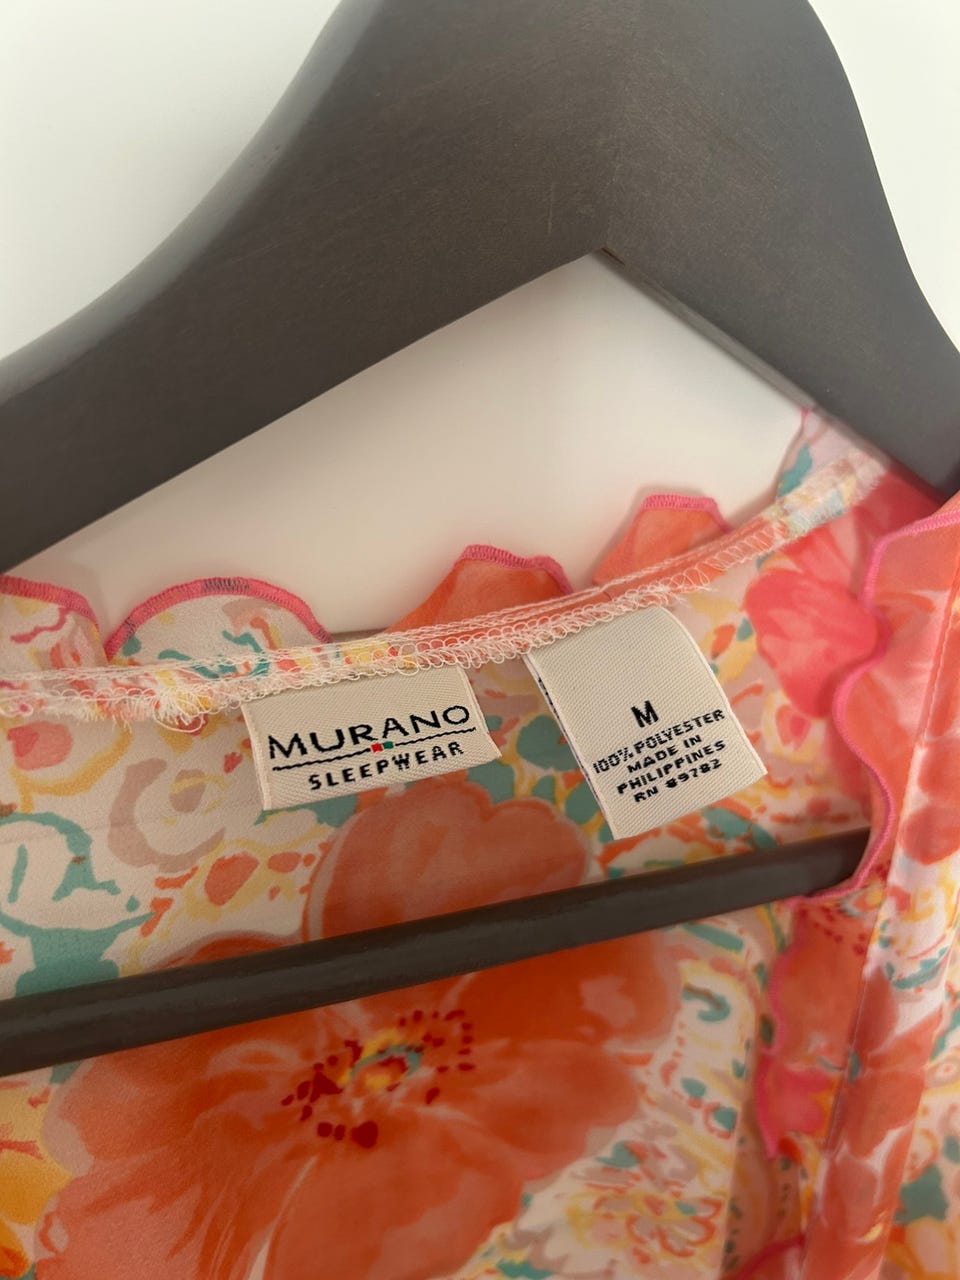 MURANO
SLEEPWEAR
M
100% POLYESTER
MADE IN
PHILIPPINES
RN 89782